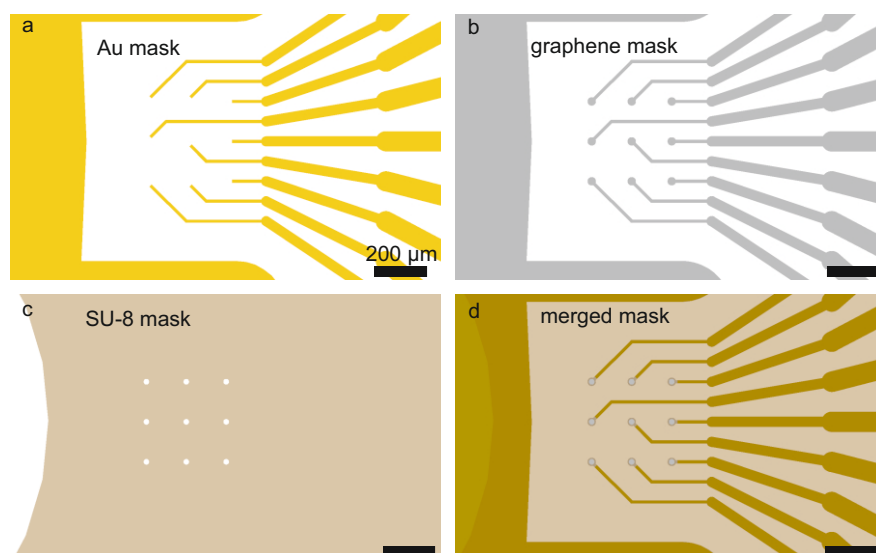 a
Au mask
200 μm
b
graphene mask
c
SU-8 mask
d
merged mask